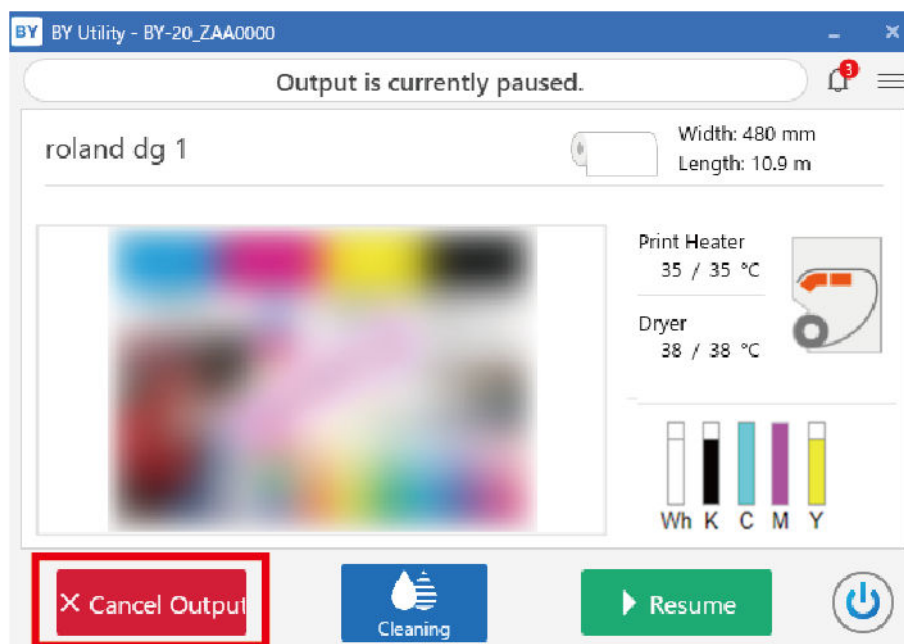 BY BY Utility - BY-20_ZAA0000
Output is currently paused.
3
roland dg 1
Width: 480 mm
Length: 10.9 m
Print Heater
35 / 35 °C
Dryer
38 / 38 °C
Wh K C M Y
× Cancel Output
Cleaning
Resume